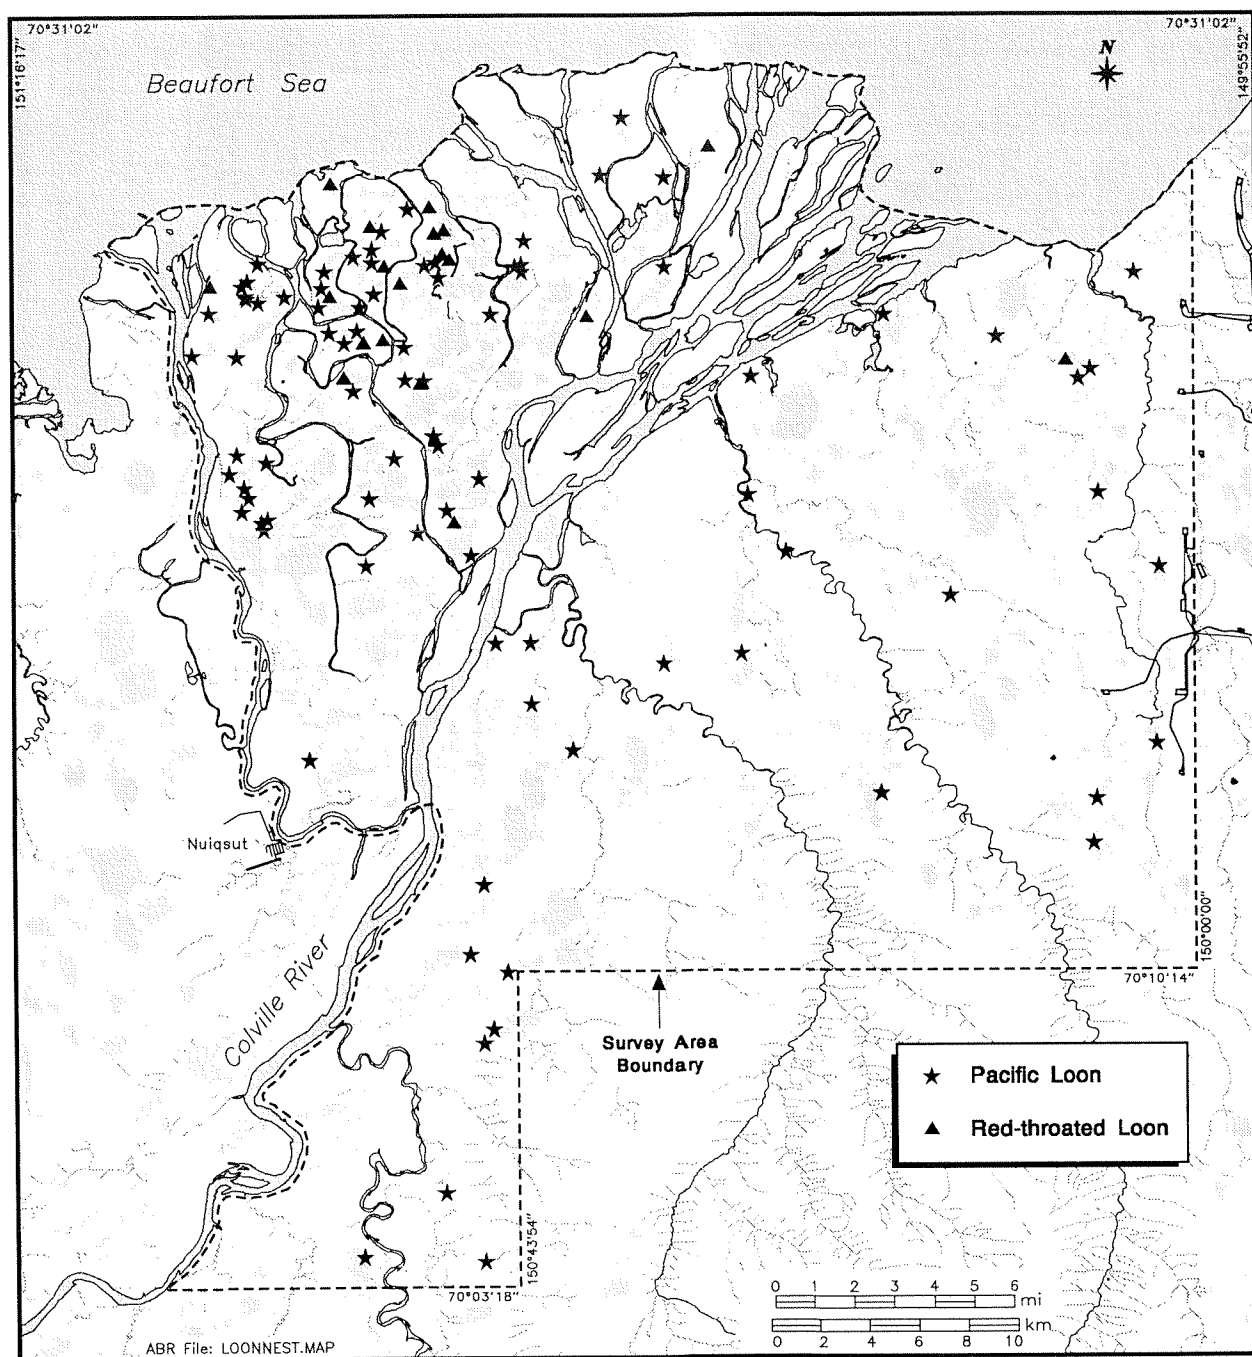 70°31'02"
70°31'02"
151°16'17"
149°55'52"
N
Beaufort Sea
Nuiqsut
Colville River
150°00'00"
70°10'14"
Survey Area
Boundary
Pacific Loon
Red-throated Loon
150°43'54"
70°03'18"
0 1 2 3 4 5 6
mi
km
0 2 4 6 8 10
ABR File: LOONNEST.MAP